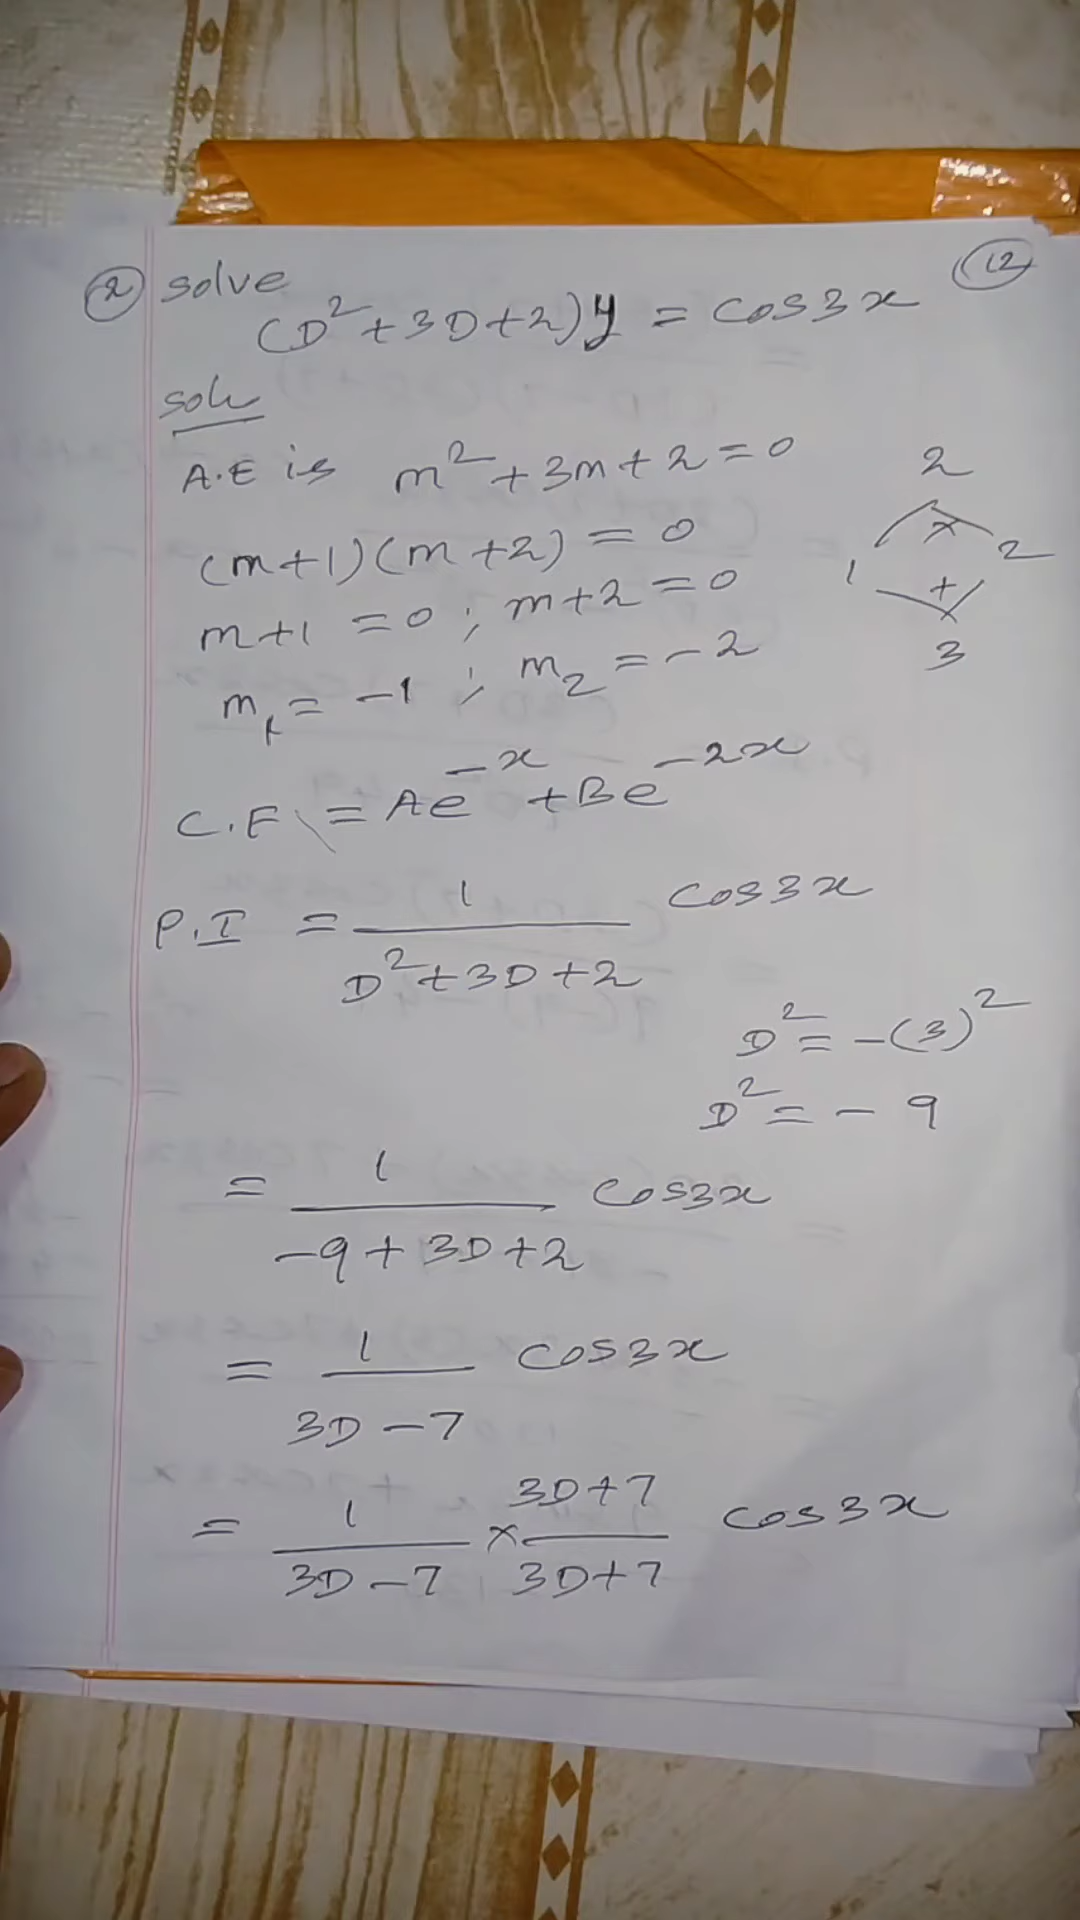 (2) solve (12)
(D²+3D+2)y = cos3x
soln
A.E is m²+3m+2=0
(m+1)(m+2)=0
m+1=0; m+2=0
m₁=-1; m₂=-2
2
1 × 2
+
3
C.F = Ae^{-x}+Be^{-2x}
P.I = 1/(D²+3D+2) cos3x
D²=-(3)²
D²=-9
= 1/(-9+3D+2) cos3x
= 1/(3D-7) cos3x
= 1/(3D-7) × (3D+7)/(3D+7) cos3x